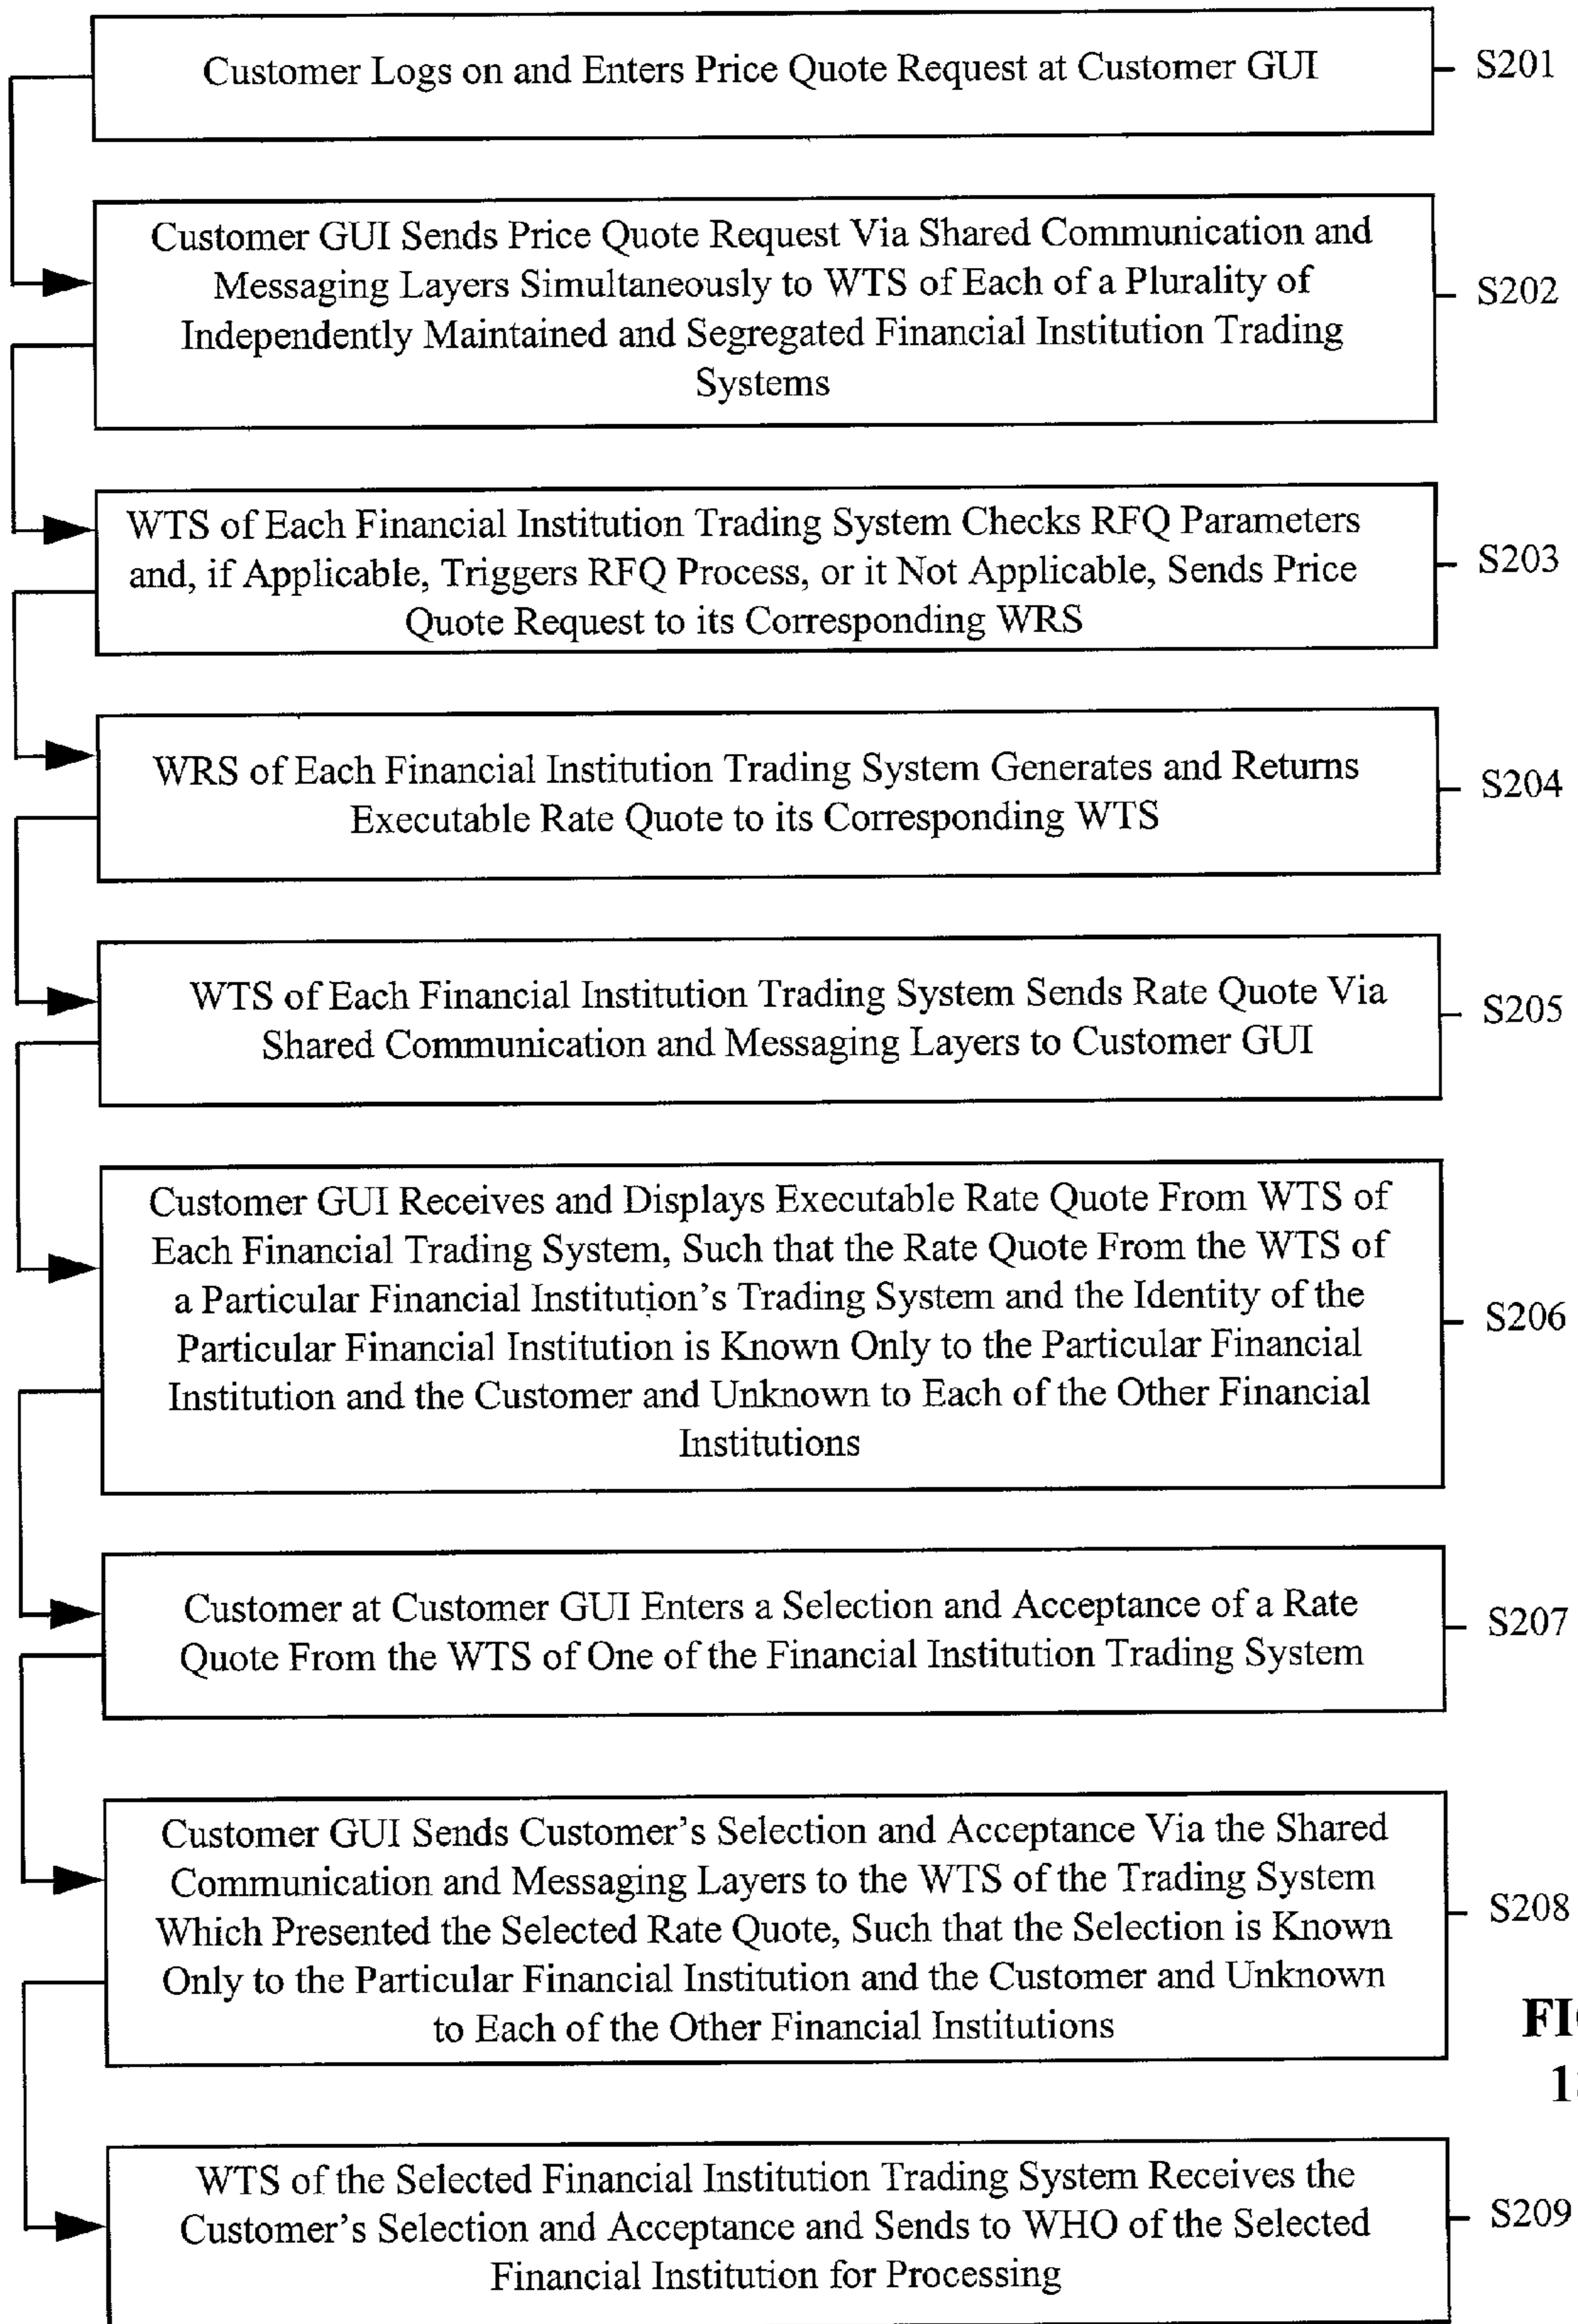 Customer Logs on and Enters Price Quote Request at Customer GUI
S201
Customer GUI Sends Price Quote Request Via Shared Communication and
Messaging Layers Simultaneously to WTS of Each of a Plurality of
Independently Maintained and Segregated Financial Institution Trading
Systems
S202
WTS of Each Financial Institution Trading System Checks RFQ Parameters
and, if Applicable, Triggers RFQ Process, or it Not Applicable, Sends Price
Quote Request to its Corresponding WRS
S203
WRS of Each Financial Institution Trading System Generates and Returns
Executable Rate Quote to its Corresponding WTS
S204
WTS of Each Financial Institution Trading System Sends Rate Quote Via
Shared Communication and Messaging Layers to Customer GUI
S205
Customer GUI Receives and Displays Executable Rate Quote From WTS of
Each Financial Trading System, Such that the Rate Quote From the WTS of
a Particular Financial Institution's Trading System and the Identity of the
Particular Financial Institution is Known Only to the Particular Financial
Institution and the Customer and Unknown to Each of the Other Financial
Institutions
S206
Customer at Customer GUI Enters a Selection and Acceptance of a Rate
Quote From the WTS of One of the Financial Institution Trading System
S207
Customer GUI Sends Customer's Selection and Acceptance Via the Shared
Communication and Messaging Layers to the WTS of the Trading System
Which Presented the Selected Rate Quote, Such that the Selection is Known
Only to the Particular Financial Institution and the Customer and Unknown
to Each of the Other Financial Institutions
S208
WTS of the Selected Financial Institution Trading System Receives the
Customer's Selection and Acceptance and Sends to WHO of the Selected
Financial Institution for Processing
S209